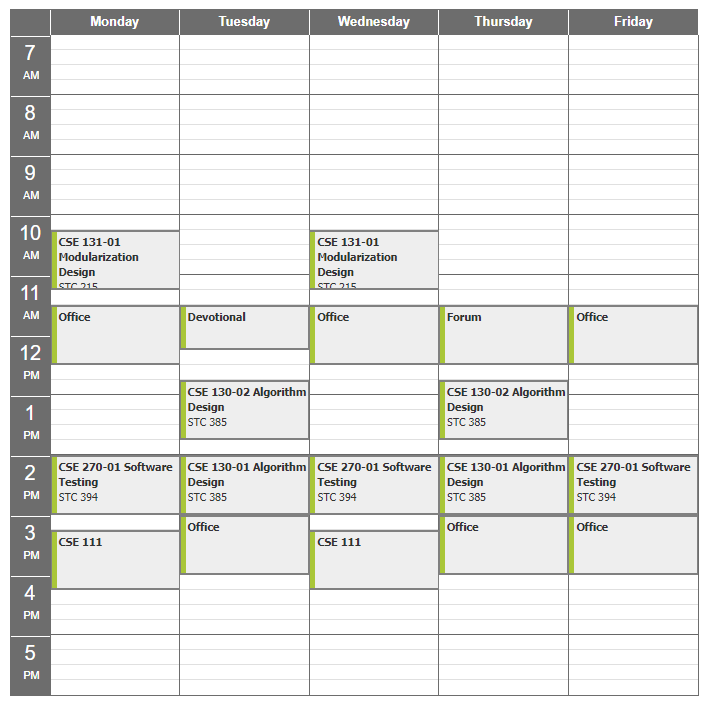 Monday Tuesday Wednesday Thursday Friday
7
AM
8
AM
9
AM
10
AM
CSE 131-01
Modularization
Design
STC 215
CSE 131-01
Modularization
Design
STC 215
11
AM
Office
Devotional
Office
Forum
Office
12
PM
CSE 130-02 Algorithm
Design
STC 385
CSE 130-02 Algorithm
Design
STC 385
1
PM
2
PM
CSE 270-01 Software
Testing
STC 394
CSE 130-01 Algorithm
Design
STC 385
CSE 270-01 Software
Testing
STC 394
CSE 130-01 Algorithm
Design
STC 385
CSE 270-01 Software
Testing
STC 394
3
PM
CSE 111
Office
CSE 111
Office
Office
4
PM
5
PM